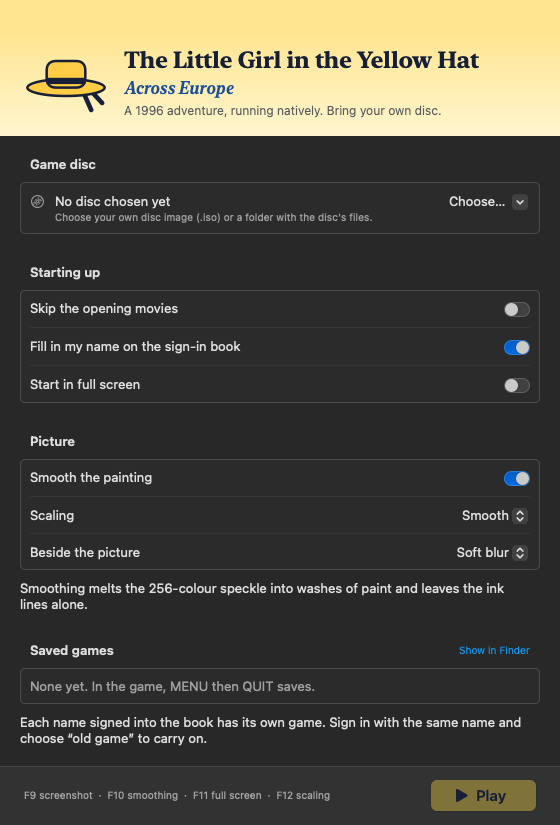 The Little Girl in the Yellow Hat
Across Europe
A 1996 adventure, running natively. Bring your own disc.
Game disc
No disc chosen yet
Choose...
Choose your own disc image (.iso) or a folder with the disc's files.
Starting up
Skip the opening movies
Fill in my name on the sign-in book
Start in full screen
Picture
Smooth the painting
Scaling
Smooth
Beside the picture
Soft blur
Smoothing melts the 256-colour speckle into washes of paint and leaves the ink
lines alone.
Saved games
Show in Finder
None yet. In the game, MENU then QUIT saves.
Each name signed into the book has its own game. Sign in with the same name and
choose “old game” to carry on.
F9 screenshot · F10 smoothing · F11 full screen · F12 scaling
Play